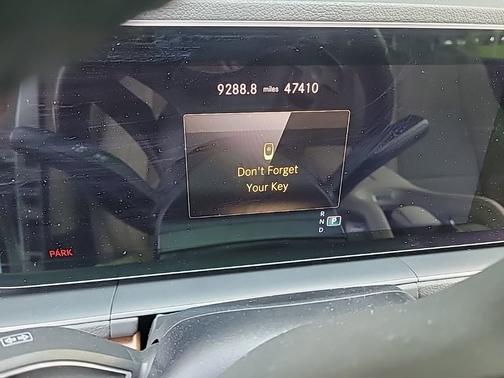 9288.8 miles 47410
Don't Forget
Your Key
R
N P
D
PARK